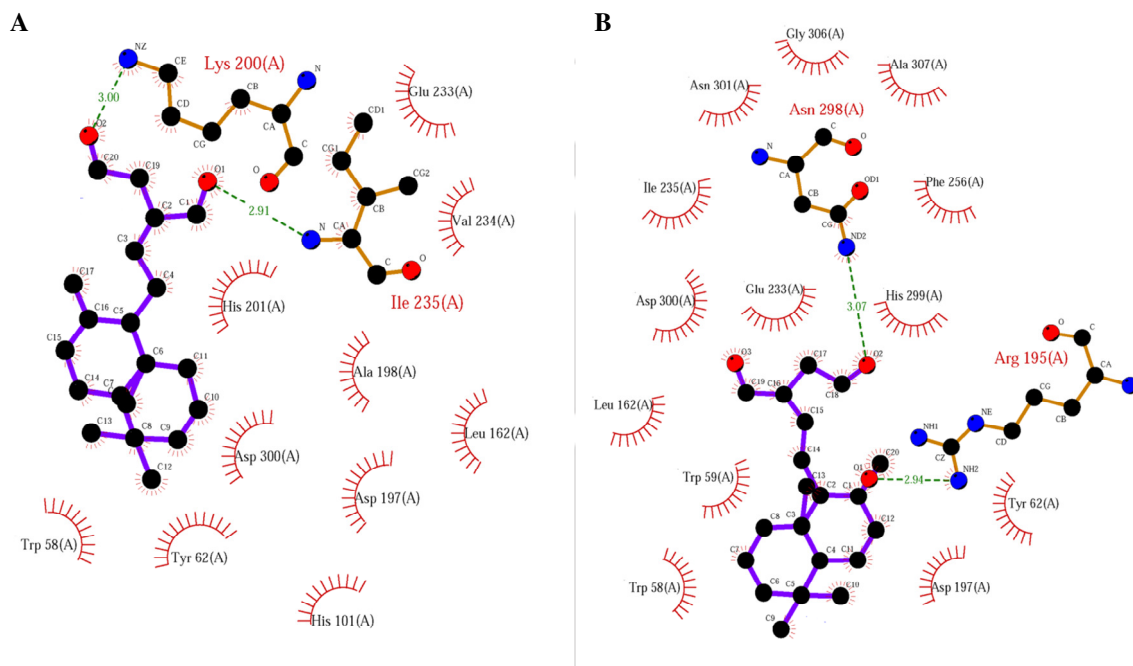 A
NZ
CE
Lys 200(A)
N
3.00
CB
Glu 233(A)
CD
CA
CD1
O2
CG
C
CG1
C20
C19
O1
O
CG2
C2
C1
2.91
CB
N
CA
Val 234(A)
C3
C
O
C17
C4
His 201(A)
Ile 235(A)
C16
C5
C15
C6
C11
Ala 198(A)
C14
C7
C10
C13
C8
C9
Leu 162(A)
Asp 300(A)
C12
Asp 197(A)
Trp 58(A)
Tyr 62(A)
His 101(A)
B
Gly 306(A)
Ala 307(A)
Asn 301(A)
Asn 298(A)
C
N
O
CA
Ile 235(A)
OD1
Phe 256(A)
CB
CG
ND2
Glu 233(A)
His 299(A)
Asp 300(A)
3.07
O
C
Arg 195(A)
O3
C17
O2
CA
C19
C16
C18
CG
Leu 162(A)
C15
NE
CB
NH1
CD
C14
CZ
C20
Trp 59(A)
C13
O1
2.94
NH2
C2
C1
Tyr 62(A)
C8
C3
C12
C7
C4
C11
Trp 58(A)
C6
C5
C10
Asp 197(A)
C9